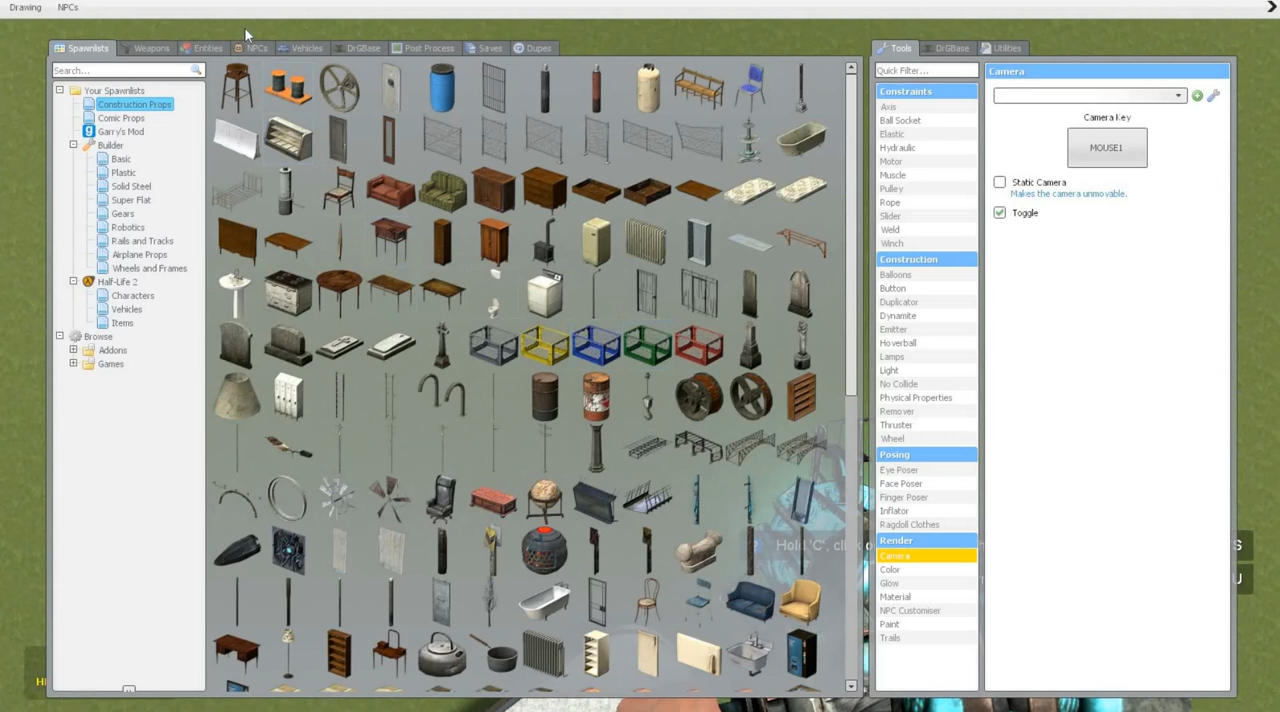 Drawing NPCs
Spawnlists Weapons Entities NPCs Vehicles DrGBase Post Process Saves Dupes
Tools DrGBase Utilities
Search...
Your Spawnlists
Construction Props
Comic Props
Garry's Mod
Builder
Basic
Plastic
Solid Steel
Super Flat
Gears
Robotics
Rails and Tracks
Airplane Props
Wheels and Frames
Half-Life 2
Characters
Vehicles
Items
Browse
Addons
Games
Quick Filter...
Constraints
Axis
Ball Socket
Elastic
Hydraulic
Motor
Muscle
Pulley
Rope
Slider
Weld
Winch
Construction
Balloons
Button
Duplicator
Dynamite
Emitter
Hoverball
Lamps
Light
No Collide
Physical Properties
Remover
Thruster
Wheel
Posing
Eye Poser
Face Poser
Finger Poser
Inflator
Ragdoll Clothes
Render
Camera
Color
Glow
Material
NPC Customiser
Paint
Trails
Camera
Camera Key
MOUSE1
Static Camera
Makes the camera unmovable.
Toggle
Hold 'C', click
S
U
H